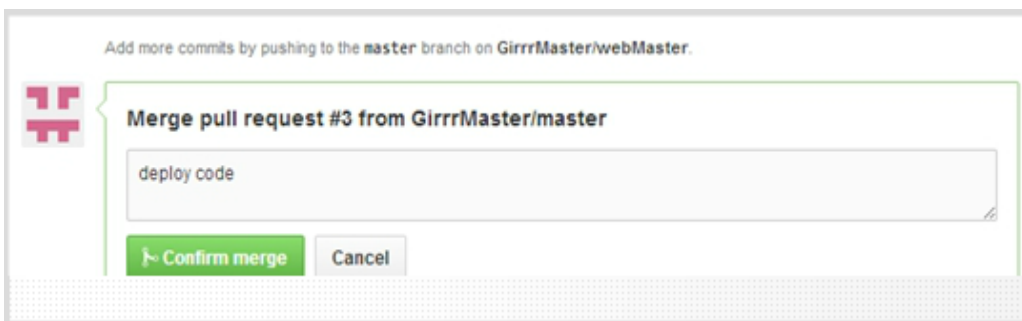 Add more commits by pushing to the master branch on GirrrMaster/webMaster.
Merge pull request #3 from GirrrMaster/master
deploy code
Confirm merge
Cancel